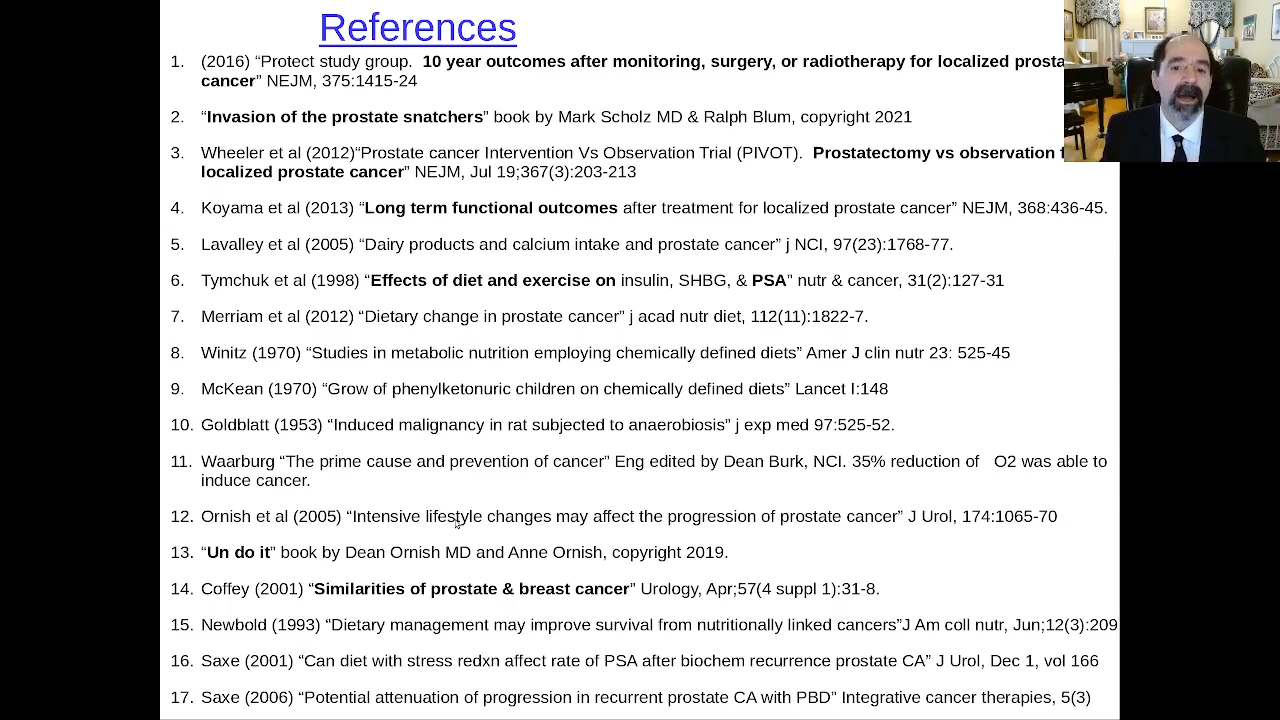 References
1. (2016) “Protect study group. 10 year outcomes after monitoring, surgery, or radiotherapy for localized
cancer” NEJM, 375:1415-24
2. “Invasion of the prostate snatchers” book by Mark Scholz MD & Ralph Blum, copyright 2021
3. Wheeler et al (2012)“Prostate cancer Intervention Vs Observation Trial (PIVOT). Prostatectomy vs observation
localized prostate cancer” NEJM, Jul 19;367(3):203-213
4. Koyama et al (2013) “Long term functional outcomes after treatment for localized prostate cancer” NEJM, 368:436-45.
5. Lavalley et al (2005) “Dairy products and calcium intake and prostate cancer” j NCI, 97(23):1768-77.
6. Tymchuk et al (1998) “Effects of diet and exercise on insulin, SHBG, & PSA” nutr & cancer, 31(2):127-31
7. Merriam et al (2012) “Dietary change in prostate cancer” j acad nutr diet, 112(11):1822-7.
8. Winitz (1970) “Studies in metabolic nutrition employing chemically defined diets” Amer J clin nutr 23: 525-45
9. McKean (1970) “Grow of phenylketonuric children on chemically defined diets” Lancet I:148
10. Goldblatt (1953) “Induced malignancy in rat subjected to anaerobiosis” j exp med 97:525-52.
11. Waarburg “The prime cause and prevention of cancer” Eng edited by Dean Burk, NCI. 35% reduction of O2 was able to
induce cancer.
12. Ornish et al (2005) “Intensive lifestyle changes may affect the progression of prostate cancer” J Urol, 174:1065-70
13. “Un do it” book by Dean Ornish MD and Anne Ornish, copyright 2019.
14. Coffey (2001) “Similarities of prostate & breast cancer” Urology, Apr;57(4 suppl 1):31-8.
15. Newbold (1993) “Dietary management may improve survival from nutritionally linked cancers”J Am coll nutr, Jun;12(3):209
16. Saxe (2001) “Can diet with stress redxn affect rate of PSA after biochem recurrence prostate CA” J Urol, Dec 1, vol 166
17. Saxe (2006) “Potential attenuation of progression in recurrent prostate CA with PBD” Integrative cancer therapies, 5(3)